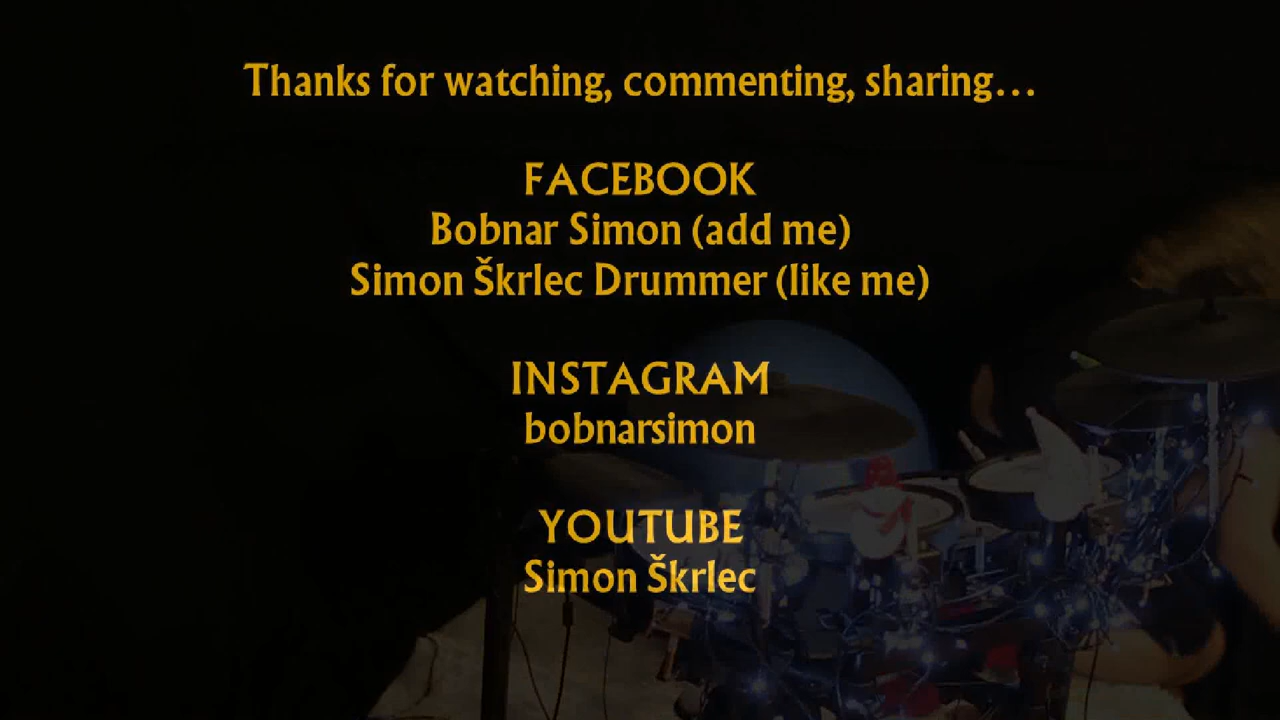 Thanks for watching, commenting, sharing…
FACEBOOK
Bobnar Simon (add me)
Simon Škrlec Drummer (like me)
INSTAGRAM
bobnarsimon
YOUTUBE
Simon Škrlec